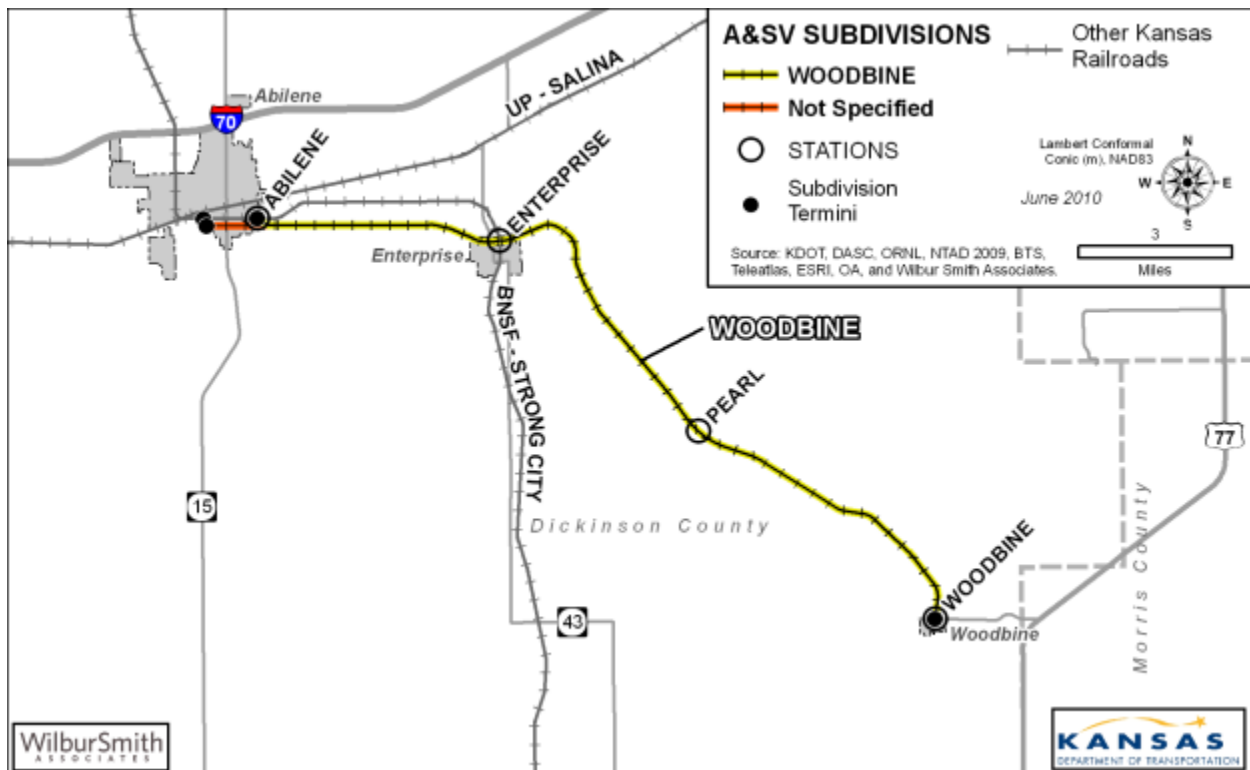 A&SV SUBDIVISIONS
WOODBINE
Not Specified
STATIONS
Subdivision
Termini
Other Kansas
Railroads
Lambert Conformal
Conic (m), NAD83
June 2010
N
W
E
S
3
Miles
Source: KDOT, DASC, ORNL, NTAD 2009, BTS,
Teleatlas, ESRI, OA, and Wilbur Smith Associates.
Abilene
70
UP - SALINA
ABILENE
ENTERPRISE
Enterprise
BNSF - STRONG CITY
WOODBINE
PEARL
77
15
Dickinson County
Morris County
WOODBINE
43
Woodbine
WilburSmith
ASSOCIATES
KANSAS
DEPARTMENT OF TRANSPORTATION